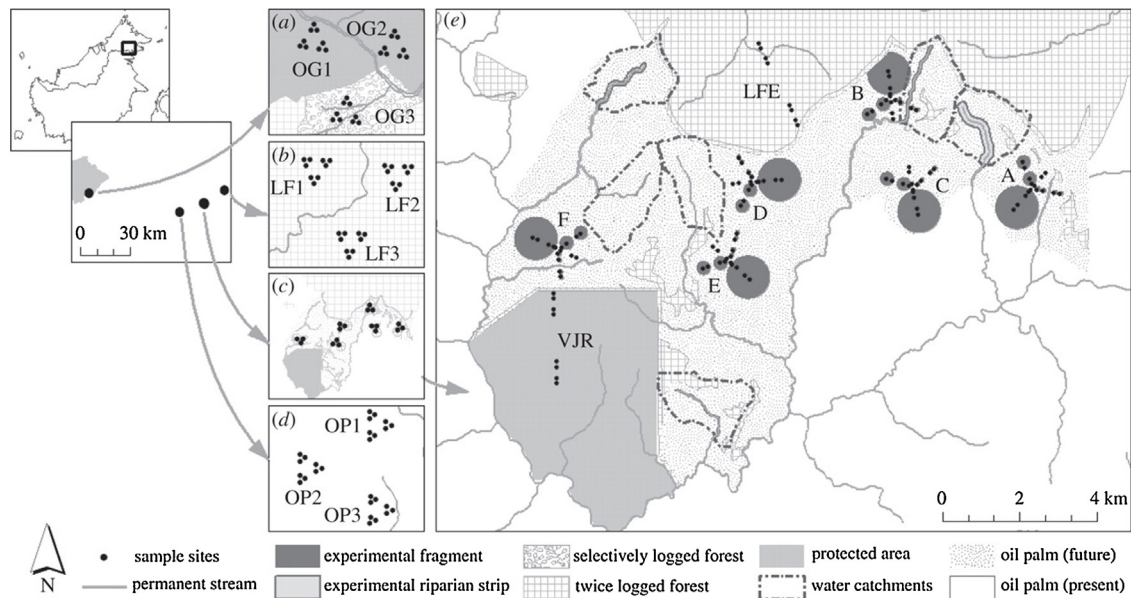 (a)
OG1
OG2
OG3
(b)
LF1
LF2
LF3
(c)
(d)
OP1
OP2
OP3
0 30 km
(e)
LFE
B
A
C
D
F
E
VJR
0 2 4 km
N
sample sites
permanent stream
experimental fragment
experimental riparian strip
selectively logged forest
twice logged forest
protected area
water catchments
oil palm (future)
oil palm (present)